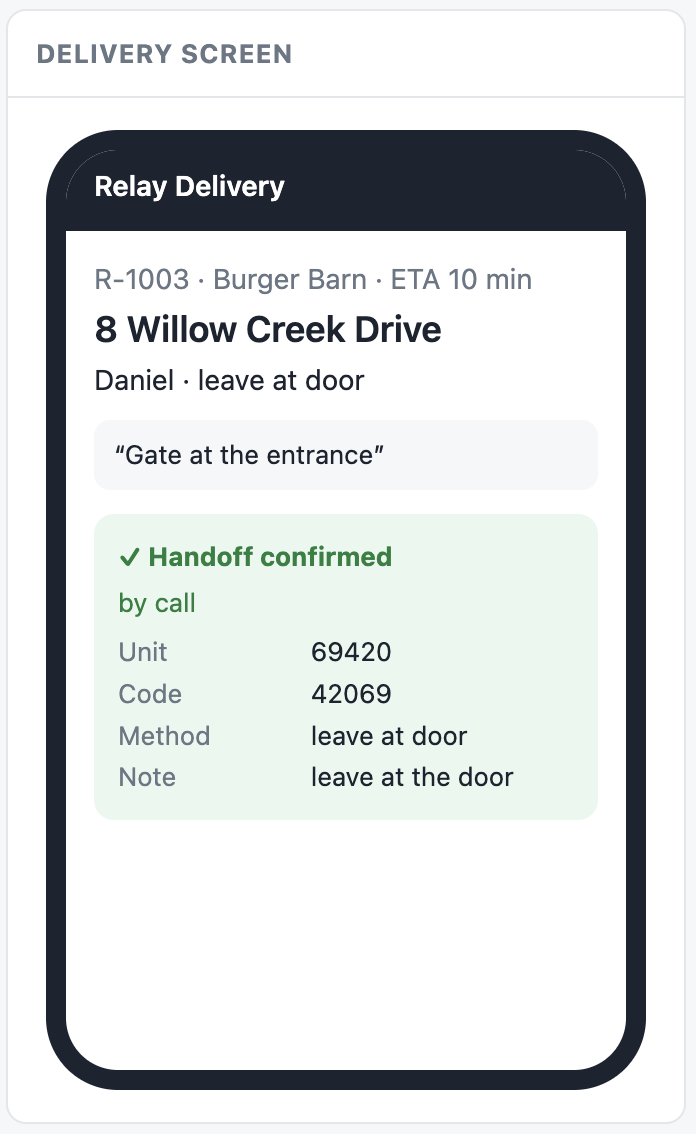 DELIVERY SCREEN
Relay Delivery
R-1003 · Burger Barn · ETA 10 min
8 Willow Creek Drive
Daniel · leave at door
“Gate at the entrance”
✓ Handoff confirmed
by call
Unit 69420
Code 42069
Method leave at door
Note leave at the door